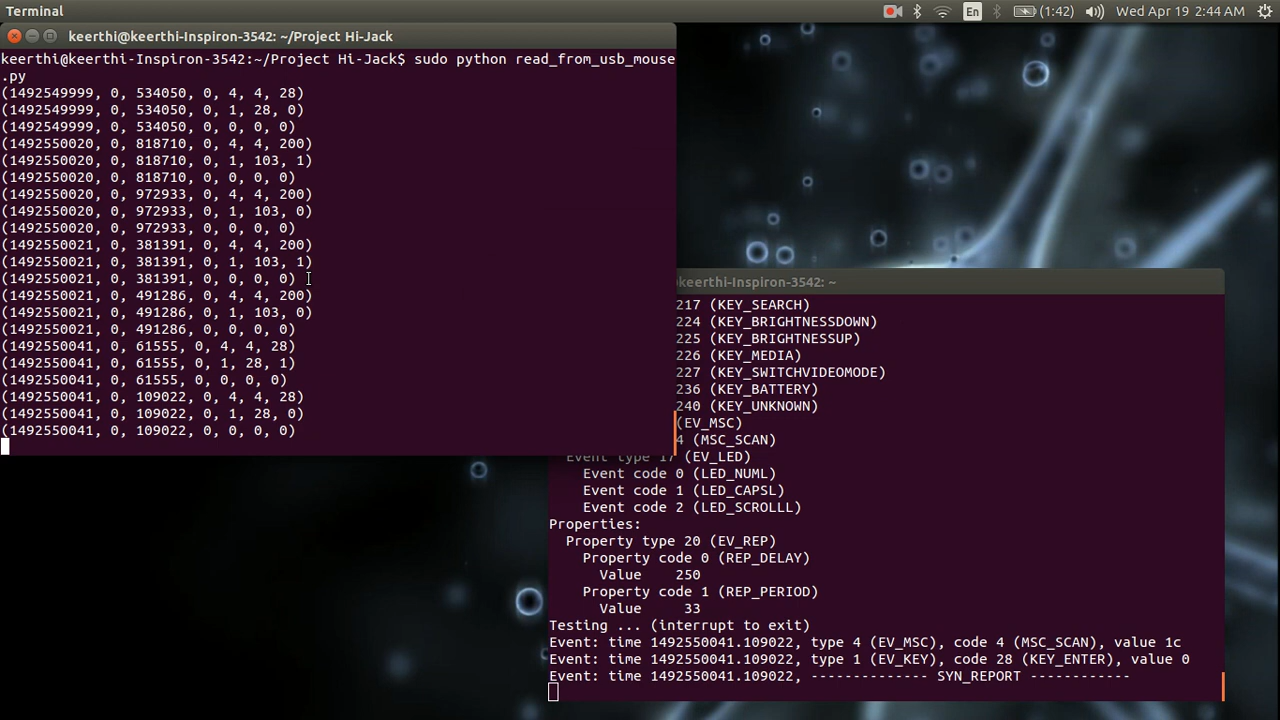 Terminal
En
(1:42)
Wed Apr 19 2:44 AM
keerthi@keerthi-Inspiron-3542: ~/Project Hi-Jack
keerthi@keerthi-Inspiron-3542:~/Project Hi-Jack$ sudo python read_from_usb_mouse
.py
(1492549999, 0, 534050, 0, 4, 4, 28)
(1492549999, 0, 534050, 0, 1, 28, 0)
(1492549999, 0, 534050, 0, 0, 0, 0)
(1492550020, 0, 818710, 0, 4, 4, 200)
(1492550020, 0, 818710, 0, 1, 103, 1)
(1492550020, 0, 818710, 0, 0, 0, 0)
(1492550020, 0, 972933, 0, 4, 4, 200)
(1492550020, 0, 972933, 0, 1, 103, 0)
(1492550020, 0, 972933, 0, 0, 0, 0)
(1492550021, 0, 381391, 0, 4, 4, 200)
(1492550021, 0, 381391, 0, 1, 103, 1)
(1492550021, 0, 381391, 0, 0, 0, 0)
(1492550021, 0, 491286, 0, 4, 4, 200)
(1492550021, 0, 491286, 0, 1, 103, 0)
(1492550021, 0, 491286, 0, 0, 0, 0)
(1492550041, 0, 61555, 0, 4, 4, 28)
(1492550041, 0, 61555, 0, 1, 28, 1)
(1492550041, 0, 61555, 0, 0, 0, 0)
(1492550041, 0, 109022, 0, 4, 4, 28)
(1492550041, 0, 109022, 0, 1, 28, 0)
(1492550041, 0, 109022, 0, 0, 0, 0)
keerthi-Inspiron-3542: ~
217 (KEY_SEARCH)
224 (KEY_BRIGHTNESSDOWN)
225 (KEY_BRIGHTNESSUP)
226 (KEY_MEDIA)
227 (KEY_SWITCHVIDEOMODE)
236 (KEY_BATTERY)
240 (KEY_UNKNOWN)
(EV_MSC)
4 (MSC_SCAN)
Event type 17 (EV_LED)
Event code 0 (LED_NUML)
Event code 1 (LED_CAPSL)
Event code 2 (LED_SCROLLL)
Properties:
Property type 20 (EV_REP)
Property code 0 (REP_DELAY)
Value 250
Property code 1 (REP_PERIOD)
Value 33
Testing ... (interrupt to exit)
Event: time 1492550041.109022, type 4 (EV_MSC), code 4 (MSC_SCAN), value 1c
Event: time 1492550041.109022, type 1 (EV_KEY), code 28 (KEY_ENTER), value 0
Event: time 1492550041.109022, -------------- SYN_REPORT ------------